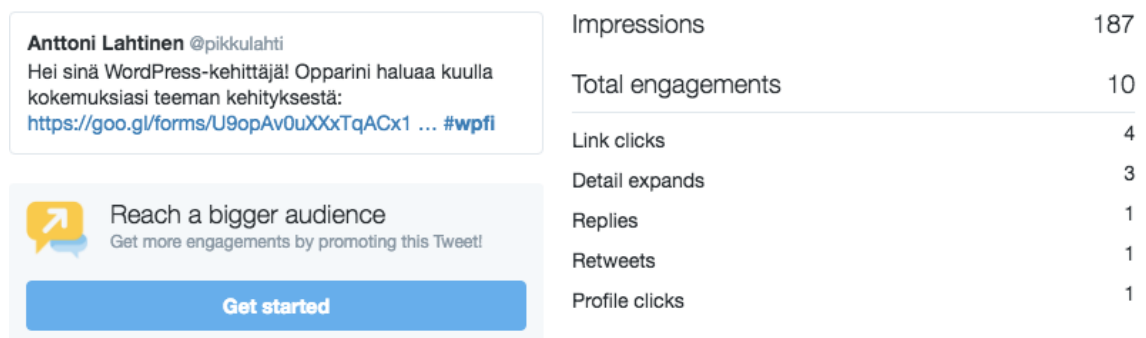 Anttoni Lahtinen @pikkulahti
Hei sinä WordPress-kehittäjä! Opparini haluaa kuulla
kokemuksiasi teeman kehityksestä:
https://goo.gl/forms/U9opAv0uXXxTqACx1 … #wpfi
Reach a bigger audience
Get more engagements by promoting this Tweet!
Get started
Impressions 187
Total engagements 10
Link clicks 4
Detail expands 3
Replies 1
Retweets 1
Profile clicks 1